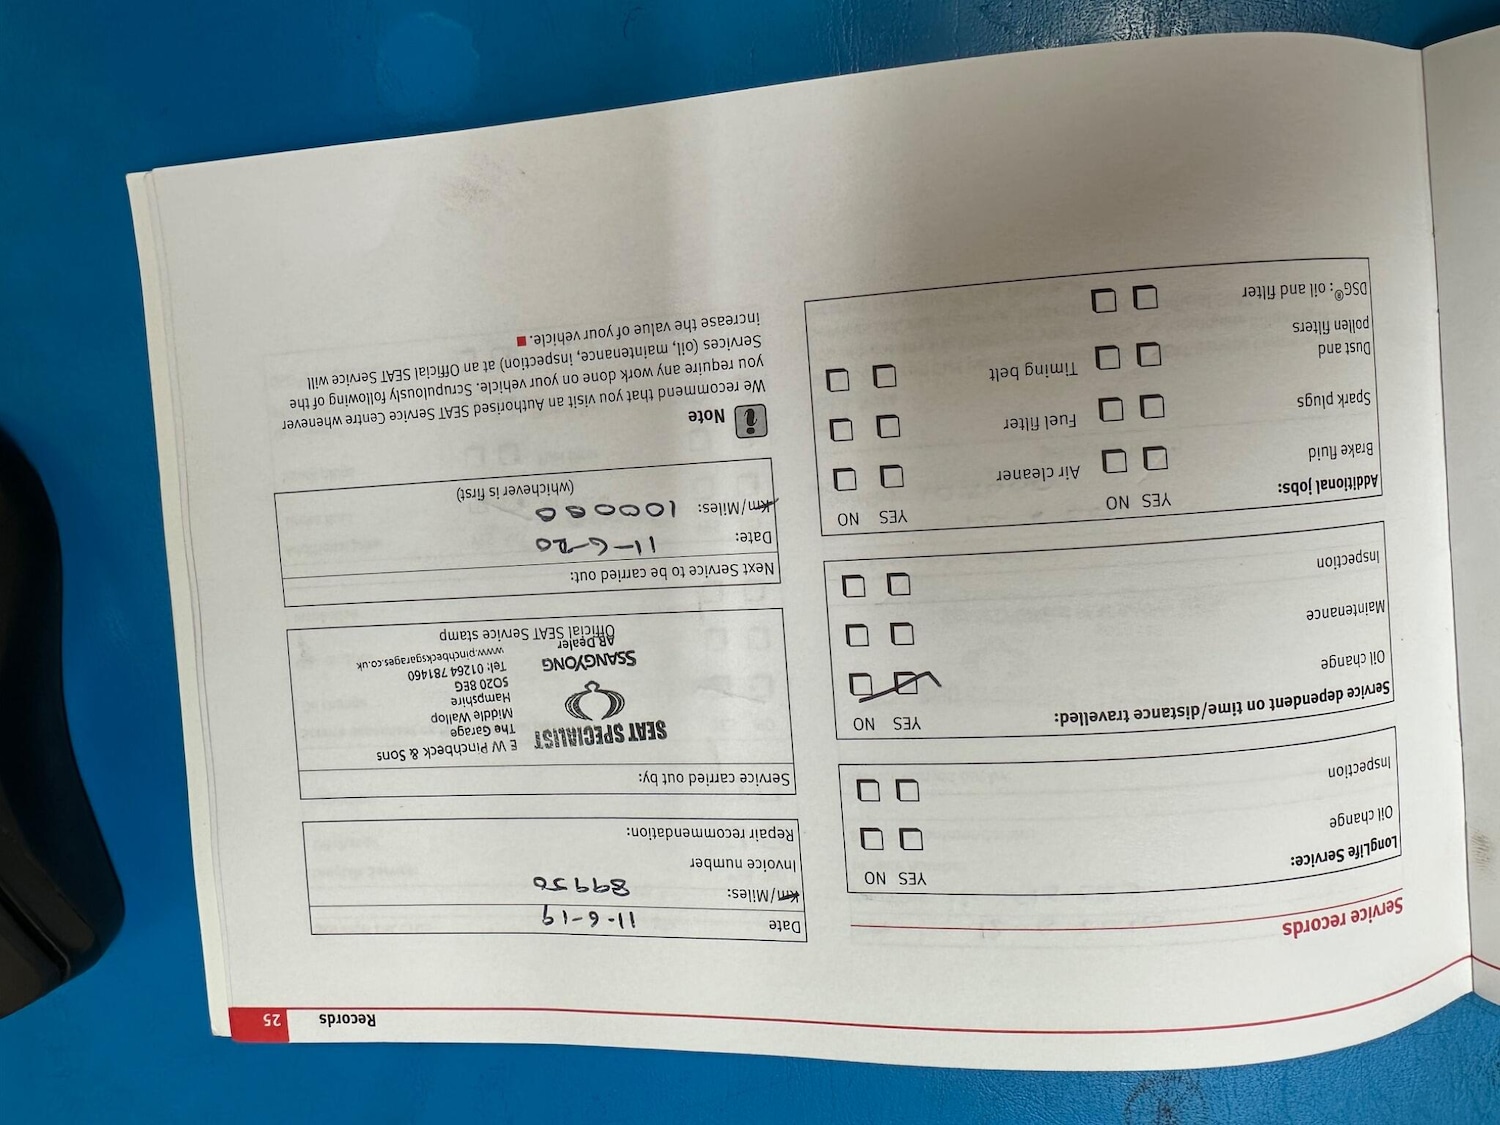 Records 25
Service records
LongLife Service:
YES NO
Oil change
Inspection
Service dependent on time/distance travelled:
YES NO
Oil change
Maintenance
Inspection
Additional jobs:
YES NO
YES NO
Brake fluid
Air cleaner
Spark plugs
Fuel filter
Dust and
pollen filters
Timing belt
DSG®: oil and filter
Date 11-6-19
Km/Miles: 89950
Invoice number
Repair recommendation:
Service carried out by:
SEAT SPECIALIST
SSANGYONG
AR Dealer
E W Pinchbeck & Sons
The Garage
Middle Wallop
Hampshire
SO20 8EG
Tel: 01264 781460
www.pinchbecksgarages.co.uk
Official SEAT Service stamp
Next Service to be carried out:
Date: 11-6-20
Km/Miles: 100000
(whichever is first)
Note
We recommend that you visit an Authorised SEAT Service Centre whenever
you require any work done on your vehicle. Scrupulously following of the
Services (oil, maintenance, inspection) at an Official SEAT Service will
increase the value of your vehicle.